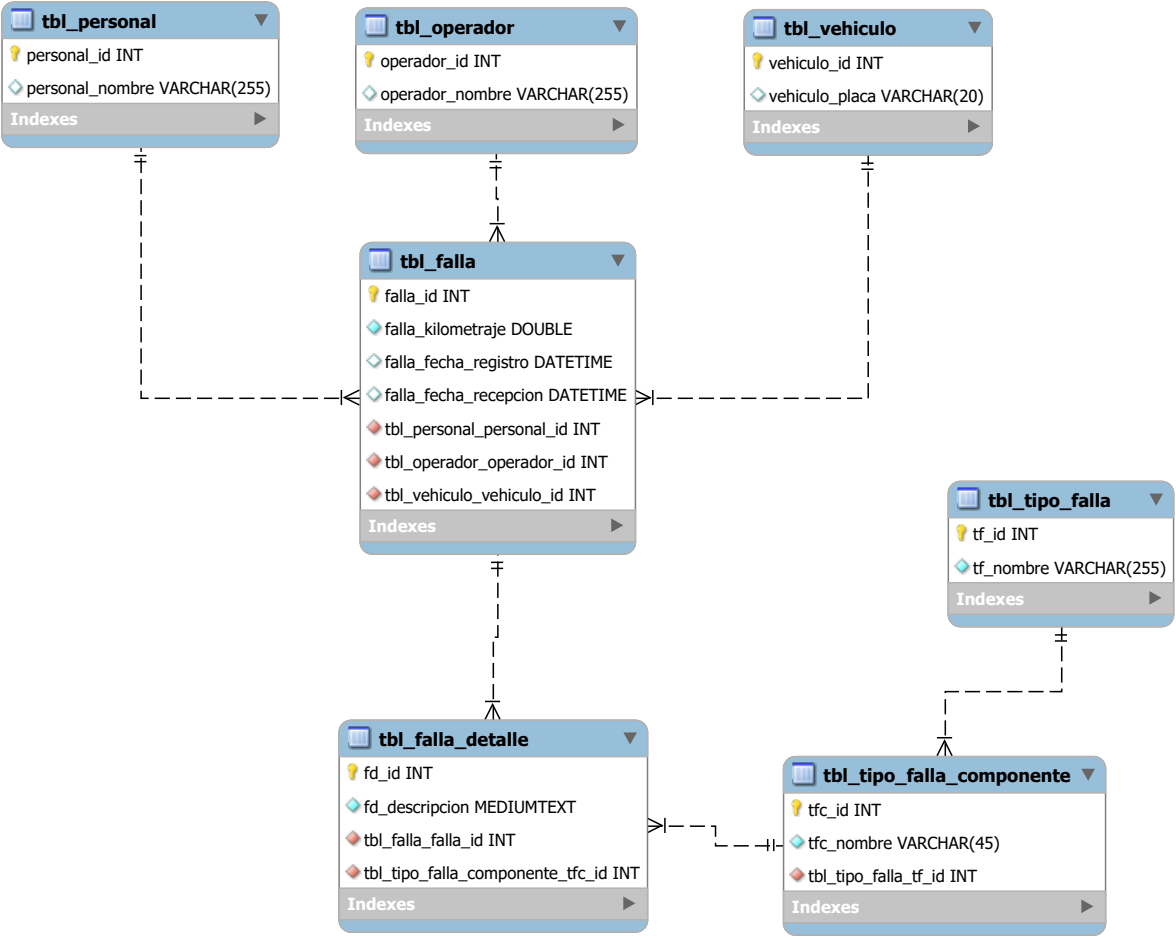 tbl_personal
personal_id INT
personal_nombre VARCHAR(255)
Indexes
tbl_operador
operador_id INT
operador_nombre VARCHAR(255)
Indexes
tbl_vehiculo
vehiculo_id INT
vehiculo_placa VARCHAR(20)
Indexes
tbl_falla
falla_id INT
falla_kilometraje DOUBLE
falla_fecha_registro DATETIME
falla_fecha_recepcion DATETIME
tbl_personal_personal_id INT
tbl_operador_operador_id INT
tbl_vehiculo_vehiculo_id INT
Indexes
tbl_tipo_falla
tf_id INT
tf_nombre VARCHAR(255)
Indexes
tbl_falla_detalle
fd_id INT
fd_descripcion MEDIUMTEXT
tbl_falla_falla_id INT
tbl_tipo_falla_componente_tfc_id INT
Indexes
tbl_tipo_falla_componente
tfc_id INT
tfc_nombre VARCHAR(45)
tbl_tipo_falla_tf_id INT
Indexes